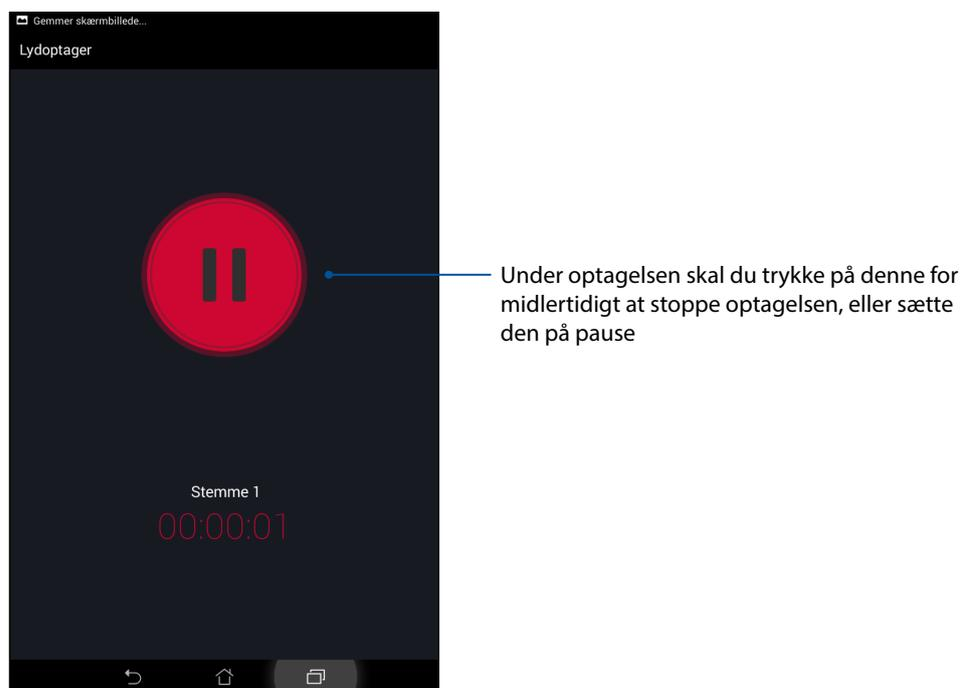 Gemmer skærmbillede...
Lydoptager
Under optagelsen skal du trykke på denne for
midlertidigt at stoppe optagelsen, eller sætte
den på pause
Stemme 1
00:00:01